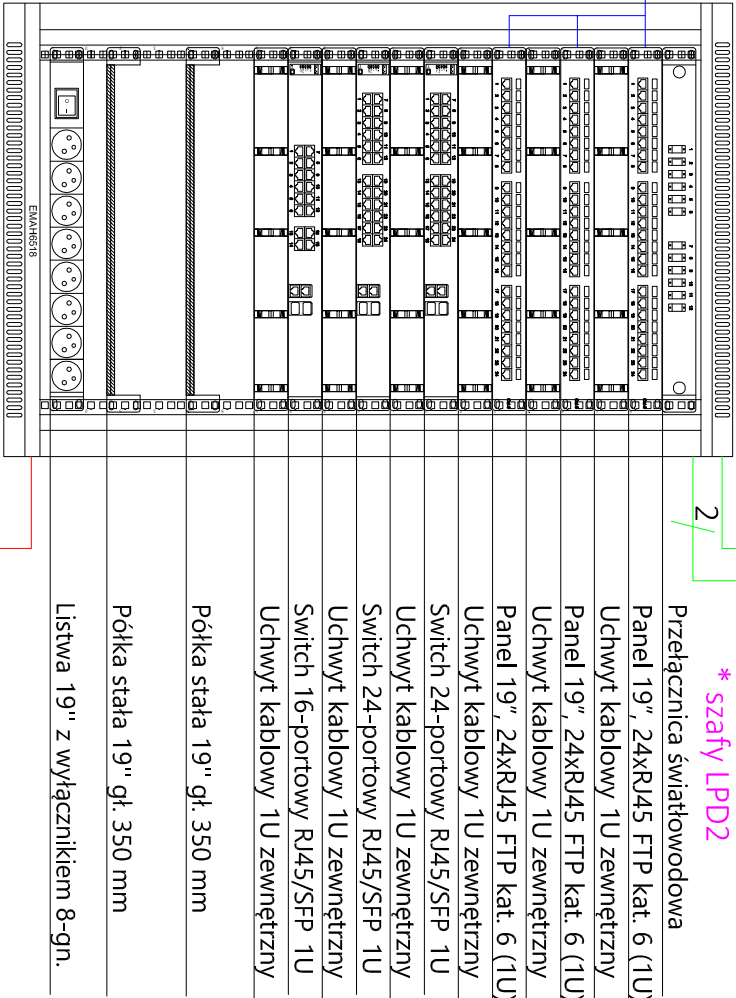 2
* szafy LPD2
Przełącznica światłowodowa
Panel 19”, 24xRJ45 FTP kat. 6 (1U)
Uchwyt kablowy 1U zewnętrzny
Panel 19”, 24xRJ45 FTP kat. 6 (1U)
Uchwyt kablowy 1U zewnętrzny
Panel 19”, 24xRJ45 FTP kat. 6 (1U)
Uchwyt kablowy 1U zewnętrzny
Switch 24-portowy RJ45/SFP 1U
Uchwyt kablowy 1U zewnętrzny
Switch 24-portowy RJ45/SFP 1U
Uchwyt kablowy 1U zewnętrzny
Switch 16-portowy RJ45/SFP 1U
Uchwyt kablowy 1U zewnętrzny
Półka stała 19" gł. 350 mm
Półka stała 19" gł. 350 mm
Listwa 19" z wyłącznikiem 8-gn.
EMAH6518